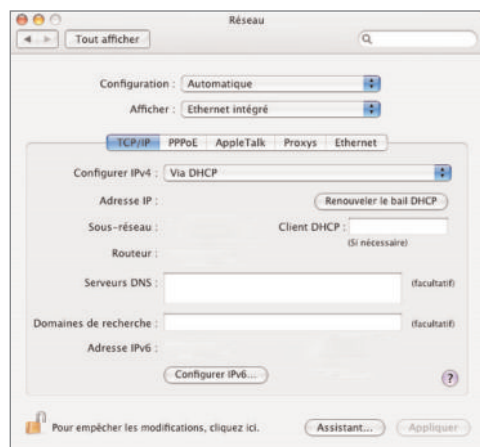 Réseau
Tout afficher
Configuration : Automatique
Afficher : Ethernet intégré
TCP/IP PPPoE AppleTalk Proxys Ethernet
Configurer IPv4 : Via DHCP
Adresse IP : Renouveler le bail DHCP
Sous-réseau : Client DHCP :
(Si nécessaire)
Routeur :
Serveurs DNS : (facultatif)
Domaines de recherche : (facultatif)
Adresse IPv6 :
Configurer IPv6... ?
Pour empêcher les modifications, cliquez ici. Assistant... Appliquer